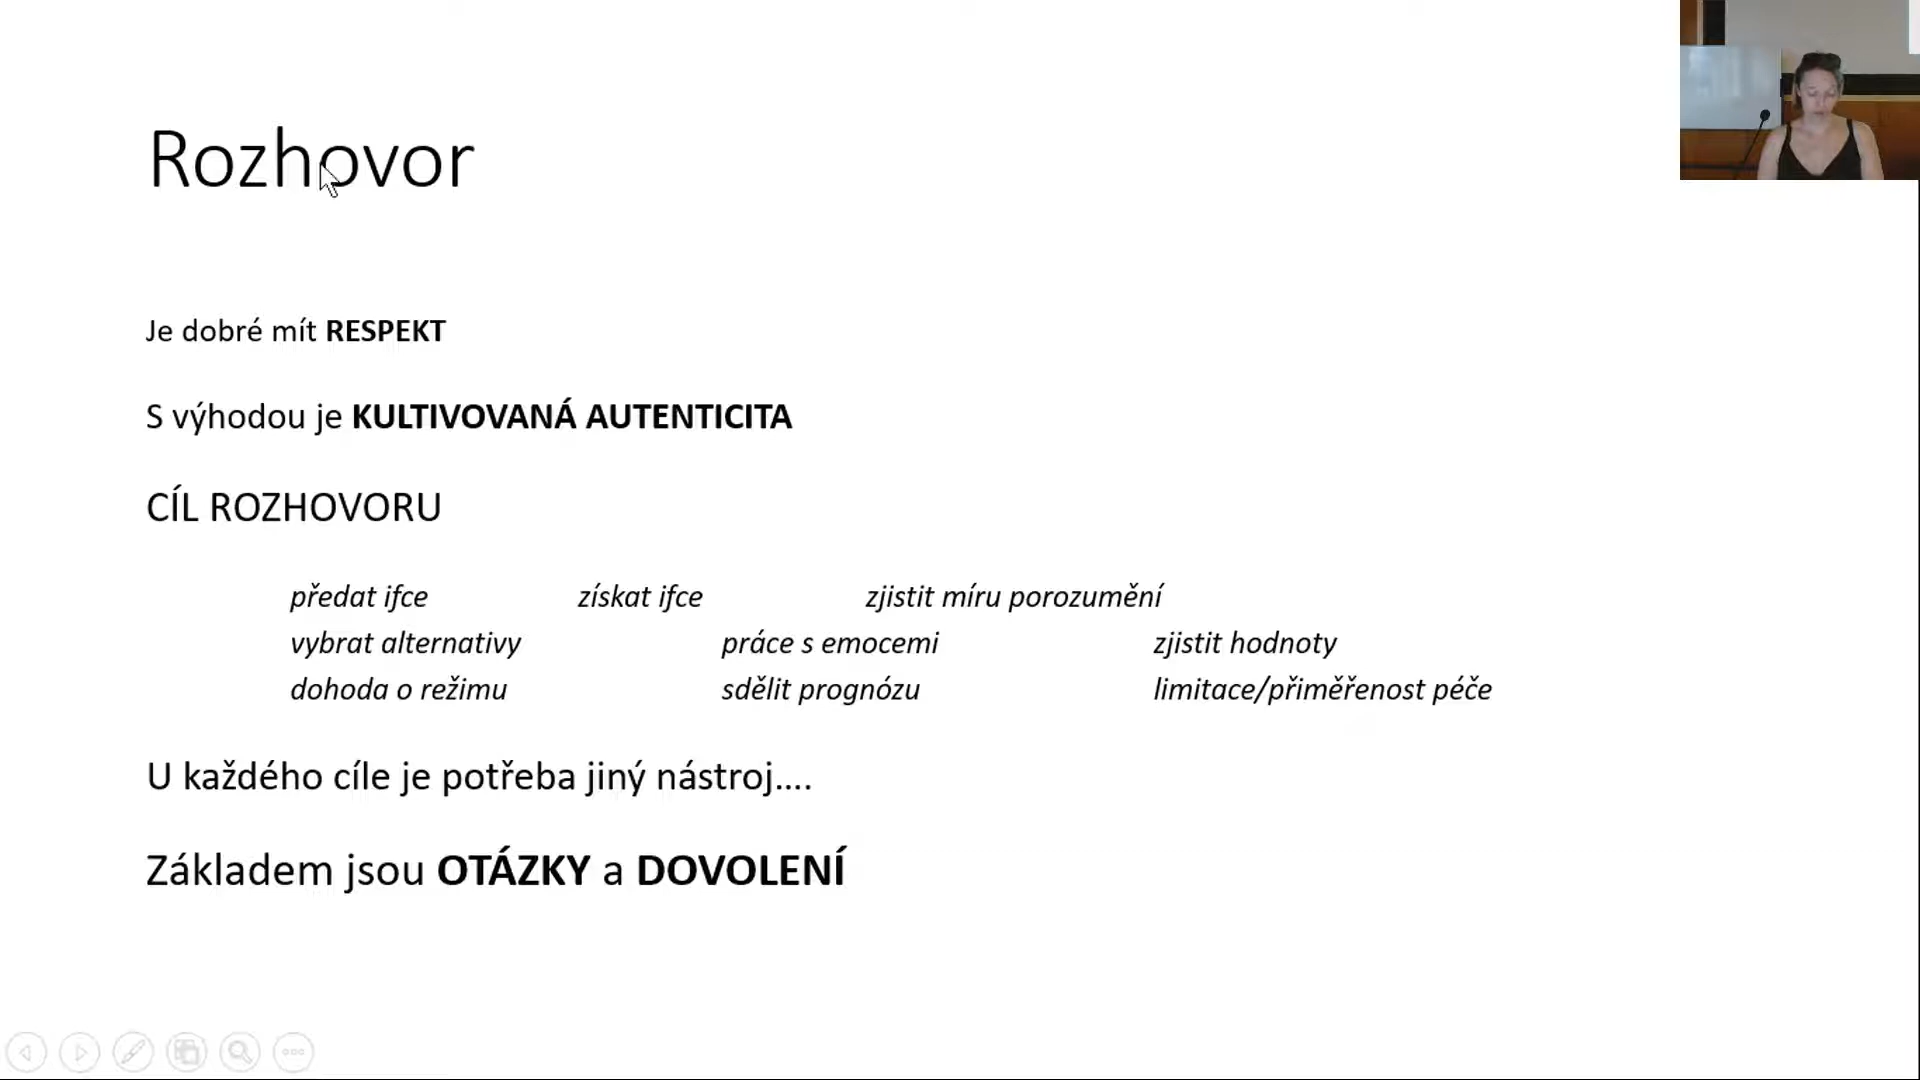 Rozhovor
Je dobré mít RESPEKT
S výhodou je KULTIVOVANÁ AUTENTICITA
CÍL ROZHOVORU
předat ifce získat ifce zjistit míru porozumění
vybrat alternativy práce s emocemi zjistit hodnoty
dohoda o režimu sdělit prognózu limitace/přiměřenost péče
U každého cíle je potřeba jiný nástroj....
Základem jsou OTÁZKY a DOVOLENÍ